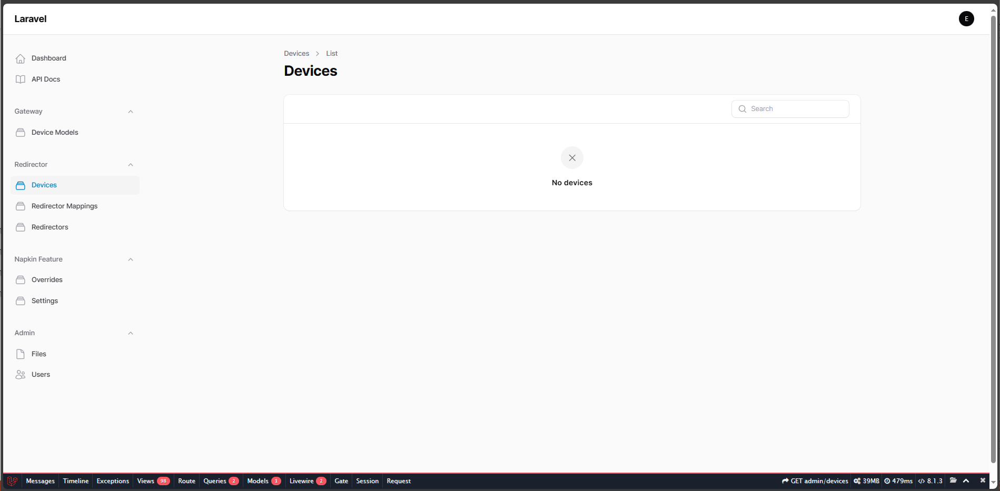 Laravel
E
Dashboard
API Docs
Gateway
Device Models
Redirector
Devices
Redirector Mappings
Redirectors
Napkin Feature
Overrides
Settings
Admin
Files
Users
Devices > List
Devices
Search
No devices
Messages Timeline Exceptions Views 98 Route Queries 2 Models 1 Livewire 2 Gate Session Request GET admin/devices 39MB 479ms 8.1.3